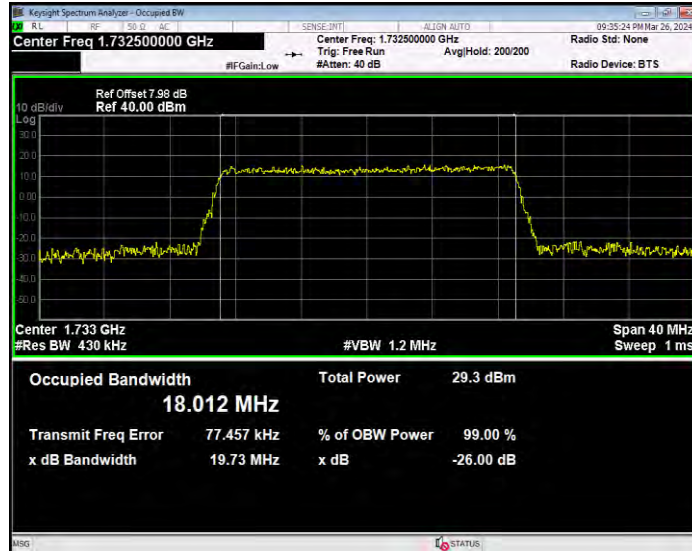 Keysight Spectrum Analyzer - Occupied BW
RL RF 50 Ω AC SENSE:INT ALIGN AUTO 09:35:24 PM Mar 26, 2024
Center Freq 1.732500000 GHz Center Freq: 1.732500000 GHz Radio Std: None
Trig: Free Run Avg|Hold: 200/200
#IFGain:Low #Atten: 40 dB Radio Device: BTS
Ref Offset 7.98 dB
10 dB/div Ref 40.00 dBm
Log
30.0
20.0
10.0
0.00
-10.0
-20.0
-30.0
-40.0
-50.0
Center 1.733 GHz Span 40 MHz
#Res BW 430 kHz #VBW 1.2 MHz Sweep 1 ms
Occupied Bandwidth Total Power 29.3 dBm
18.012 MHz
Transmit Freq Error 77.457 kHz % of OBW Power 99.00 %
x dB Bandwidth 19.73 MHz x dB -26.00 dB
MSG STATUS